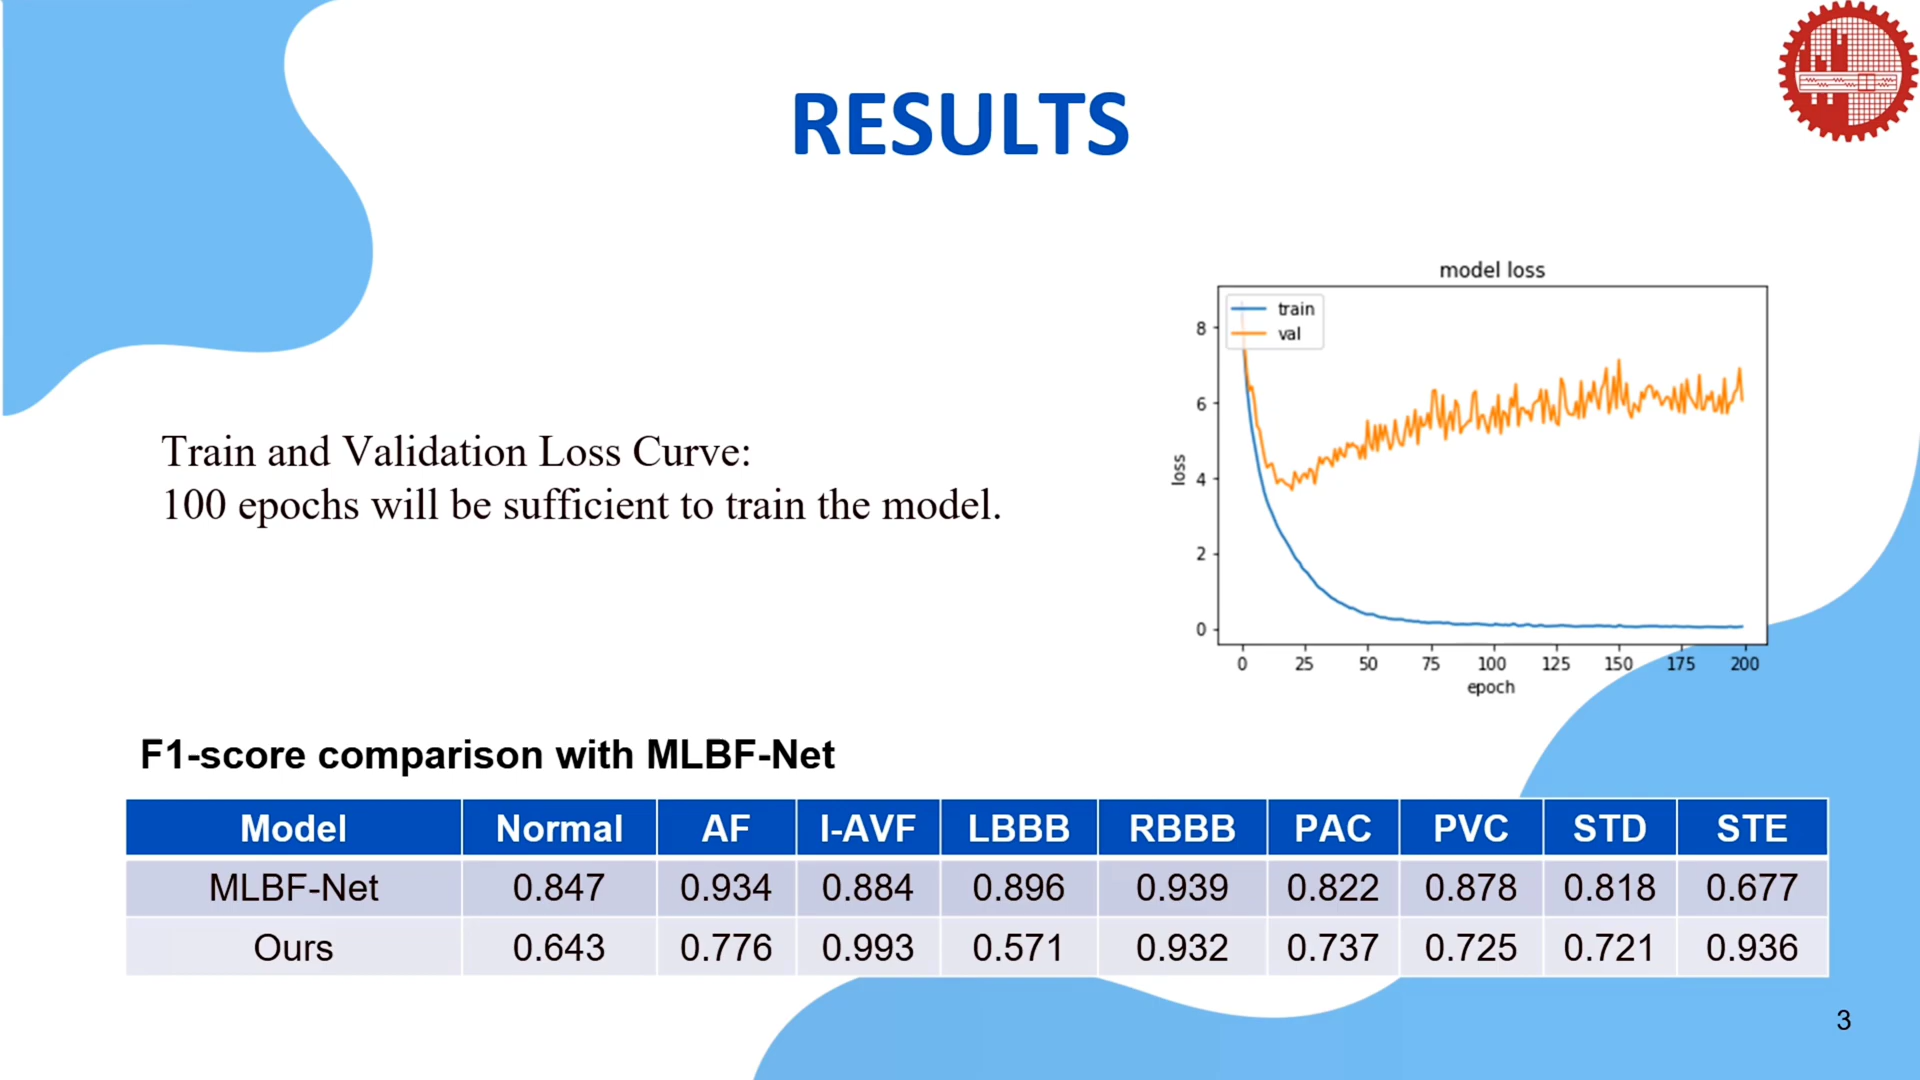 RESULTS
model loss
train
val
8
6
4
2
0
loss
0 25 50 75 100 125 150 175 200
epoch
Train and Validation Loss Curve:
100 epochs will be sufficient to train the model.
F1-score comparison with MLBF-Net
Model Normal AF I-AVF LBBB RBBB PAC PVC STD STE
MLBF-Net 0.847 0.934 0.884 0.896 0.939 0.822 0.878 0.818 0.677
Ours 0.643 0.776 0.993 0.571 0.932 0.737 0.725 0.721 0.936
3